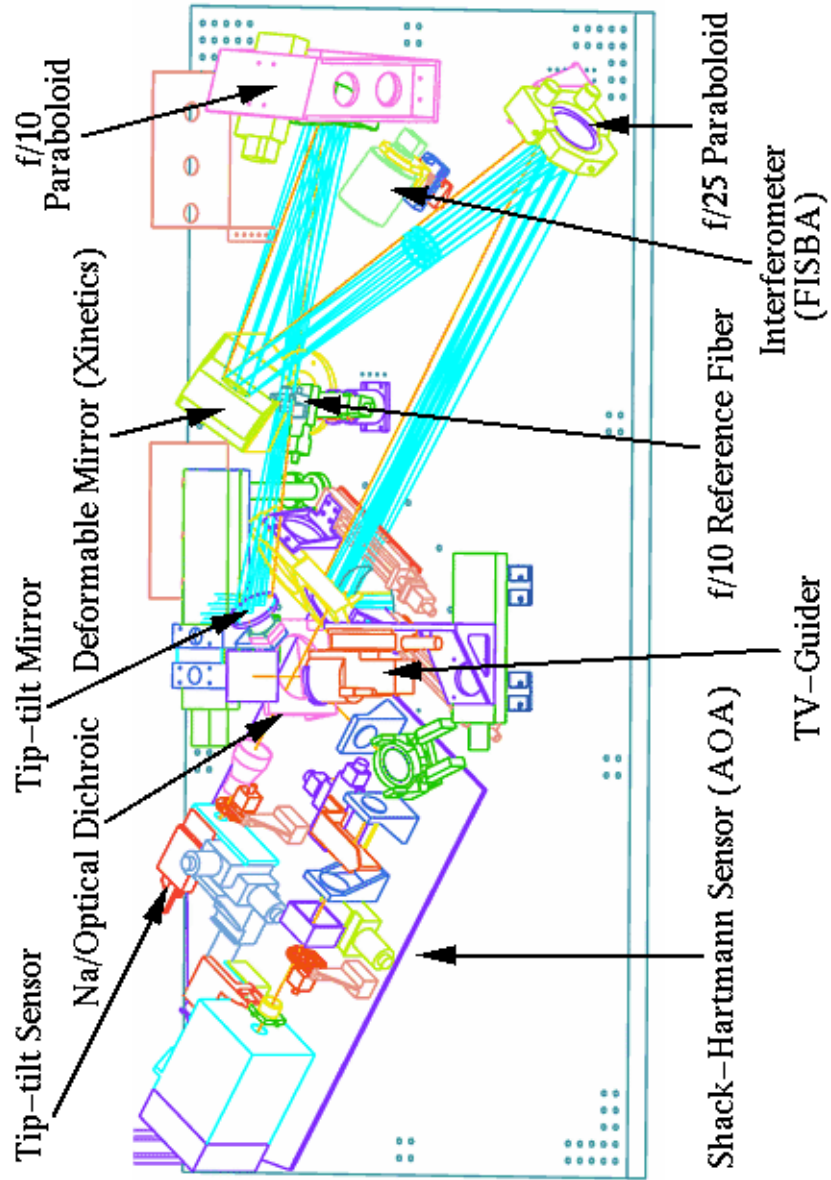 Tip-tilt Sensor
Na/Optical Dichroic
Tip-tilt Mirror
Deformable Mirror (Xinetics)
f/10
Paraboloid
Shack-Hartmann Sensor (AOA)
TV-Guider
f/10 Reference Fiber
Interferometer
(FISBA)
f/25 Paraboloid